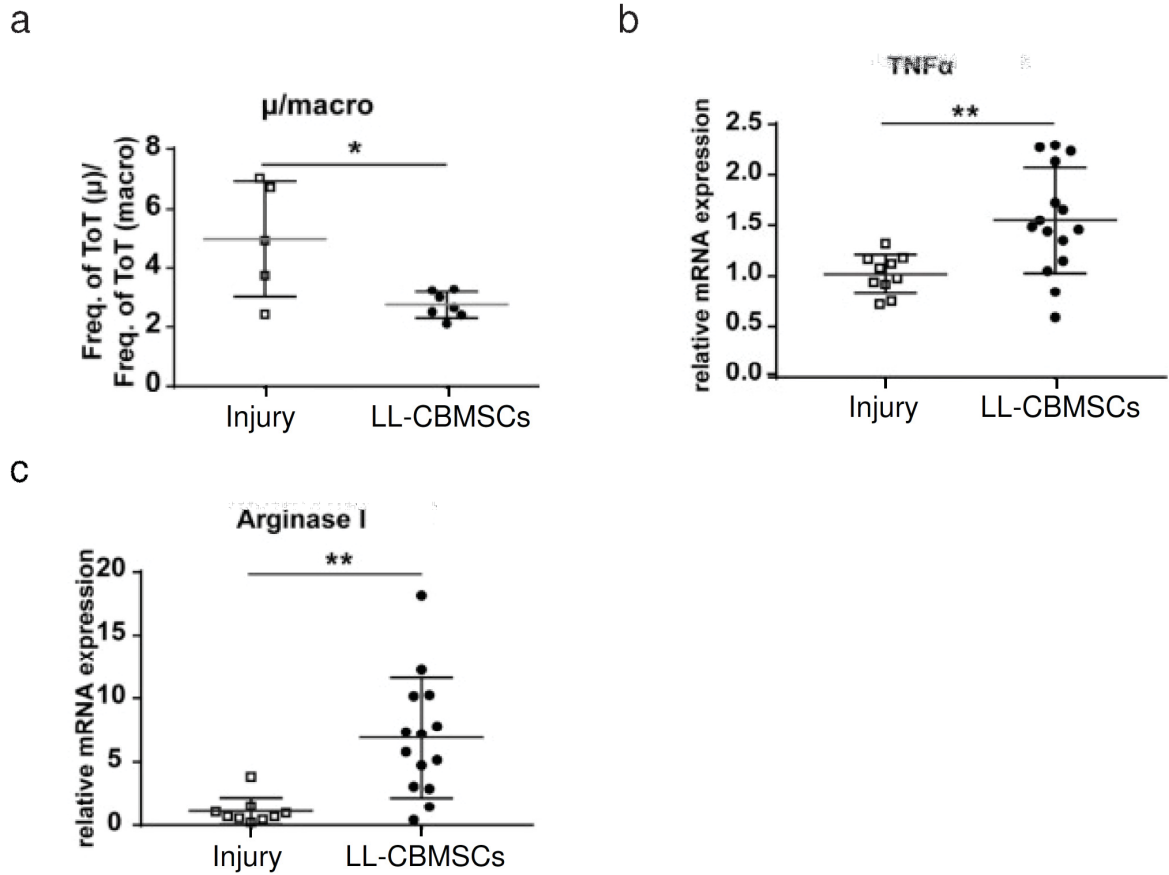 a
μ/macro
*
Freq. of ToT (μ)/
Freq. of ToT (macro)
8
6
4
2
0
Injury LL-CBMSCs
b
TNFα
**
relative mRNA expression
2.5
2.0
1.5
1.0
0.5
0.0
Injury LL-CBMSCs
c
Arginase I
**
relative mRNA expression
20
15
10
5
0
Injury LL-CBMSCs